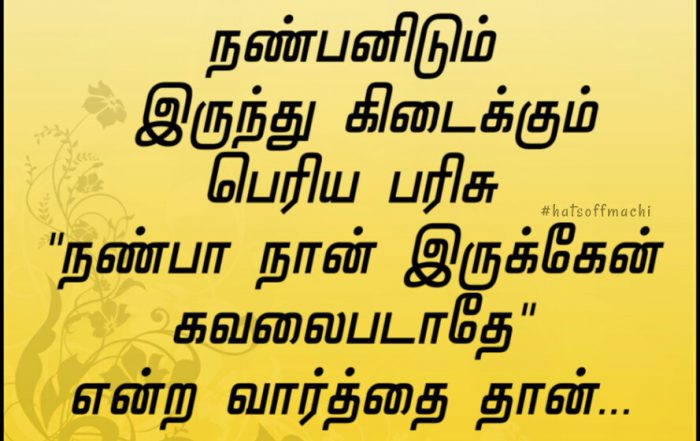 நண்பனிடும்
இருந்து கிடைக்கும்
பெரிய பரிசு
#hatsoffmachi
"நண்பா நான் இருக்கேன்
கவலைபடாதே"
என்ற வார்த்தை தான்...